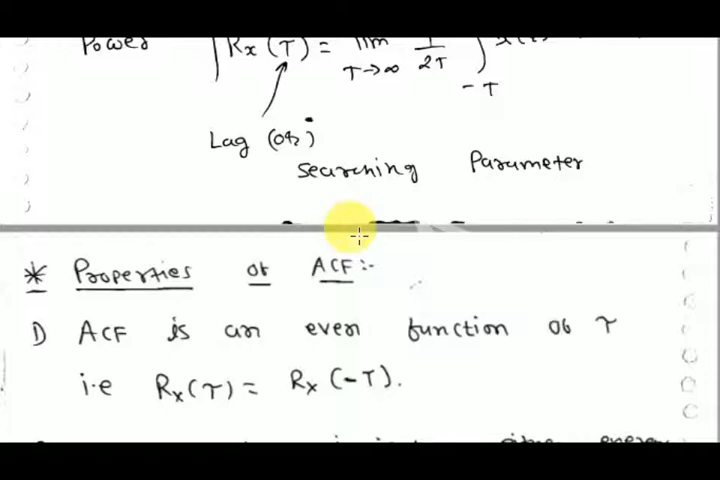 Power Rx (T) = lim T→∞ 1/2T ∫ -T
Lag (or)
Searching Parameter
* Properties of ACF:-
1) ACF is an even function of τ
i.e Rx(τ) = Rx(-τ).
energy